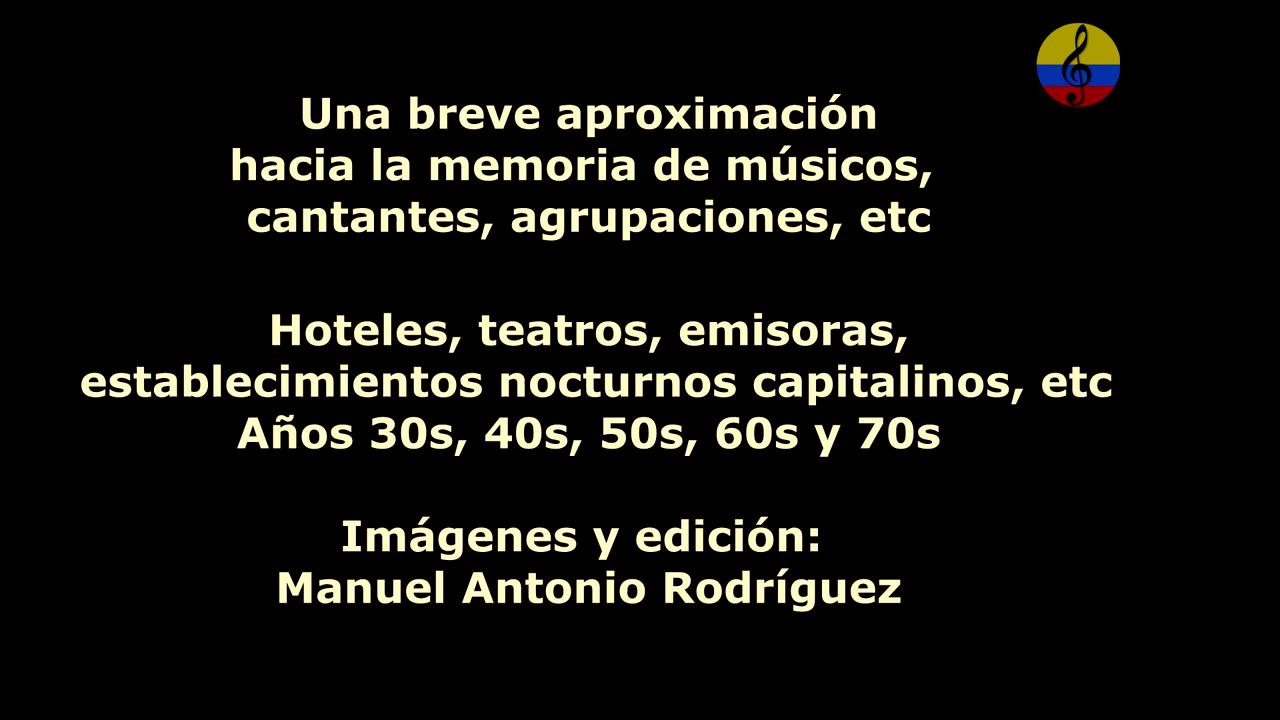 Una breve aproximación
hacia la memoria de músicos,
cantantes, agrupaciones, etc
Hoteles, teatros, emisoras,
establecimientos nocturnos capitalinos, etc
Años 30s, 40s, 50s, 60s y 70s
Imágenes y edición:
Manuel Antonio Rodríguez